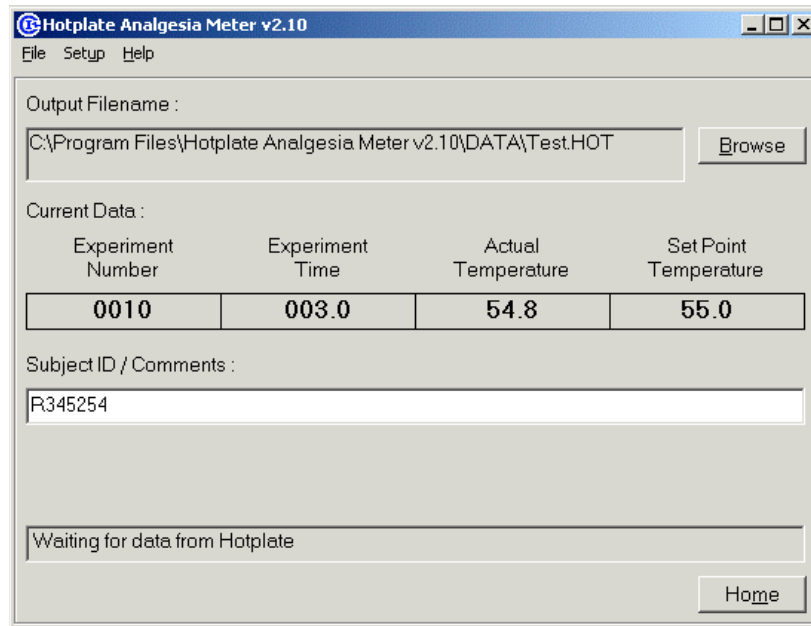 Hotplate Analgesia Meter v2.10
File Setup Help
Output Filename :
C:\Program Files\Hotplate Analgesia Meter v2.10\DATA\Test.HOT
Browse
Current Data :
Experiment Number Experiment Time Actual Temperature Set Point Temperature
0010 003.0 54.8 55.0
Subject ID / Comments :
R345254
Waiting for data from Hotplate
Home